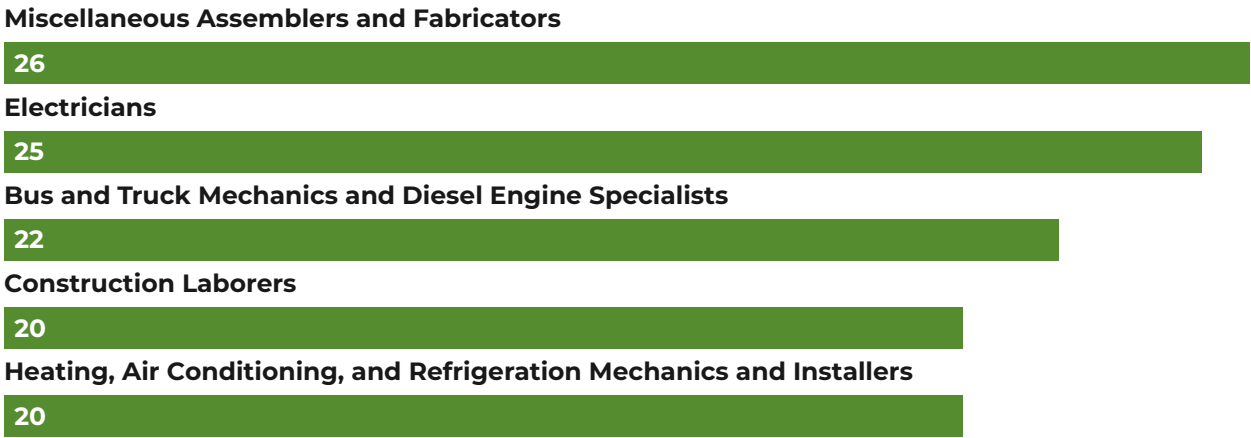 Miscellaneous Assemblers and Fabricators
26
Electricians
25
Bus and Truck Mechanics and Diesel Engine Specialists
22
Construction Laborers
20
Heating, Air Conditioning, and Refrigeration Mechanics and Installers
20